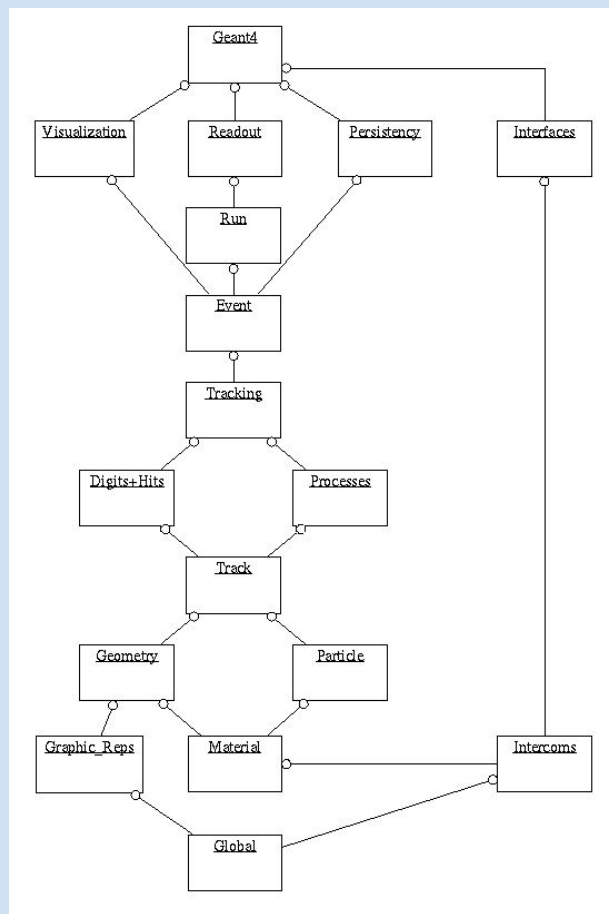 Geant4
Visualization
Readout
Persistency
Interfaces
Run
Event
Tracking
Digits+Hits
Processes
Track
Geometry
Particle
Graphic_Reps
Material
Intercoms
Global